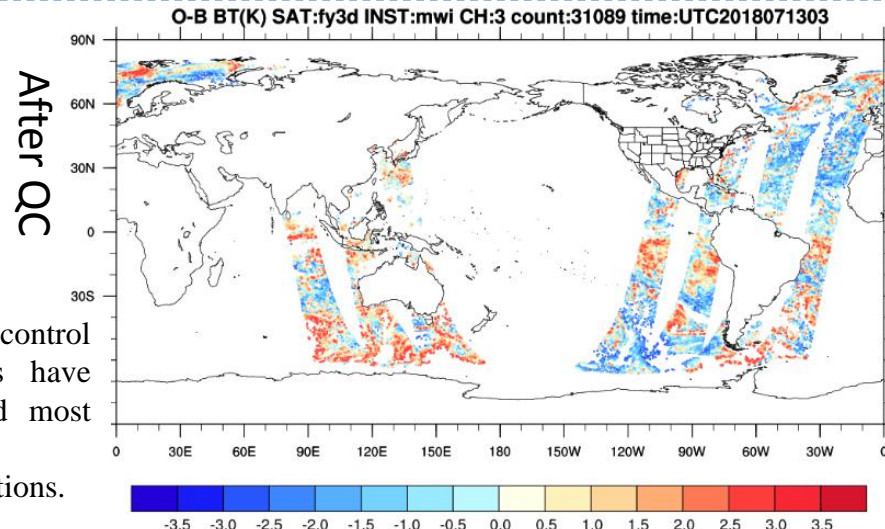 O-B BT(K) SAT:fy3d INST:mwi CH:3 count:31089 time:UTC2018071303
After QC
90N
60N
30N
0
30S
control
have
most
0 30E 60E 90E 120E 150E 180 150W 120W 90W 60W 30W 0
-3.5 -3.0 -2.5 -2.0 -1.5 -1.0 -0.5 0.0 0.5 1.0 1.5 2.0 2.5 3.0 3.5